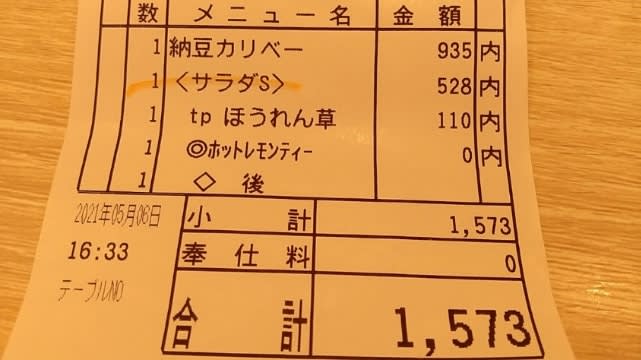 数 メニュー名 金額
1 納豆カリベー 935 内
1 <サラダS> 528 内
1 tp ほうれん草 110 内
1 ◎ホットレモンティー 0 内
1 ◇ 後
2021年05月06日 小計 1,573
16:33 奉仕料 0
テーブルNO.
合計 1,573